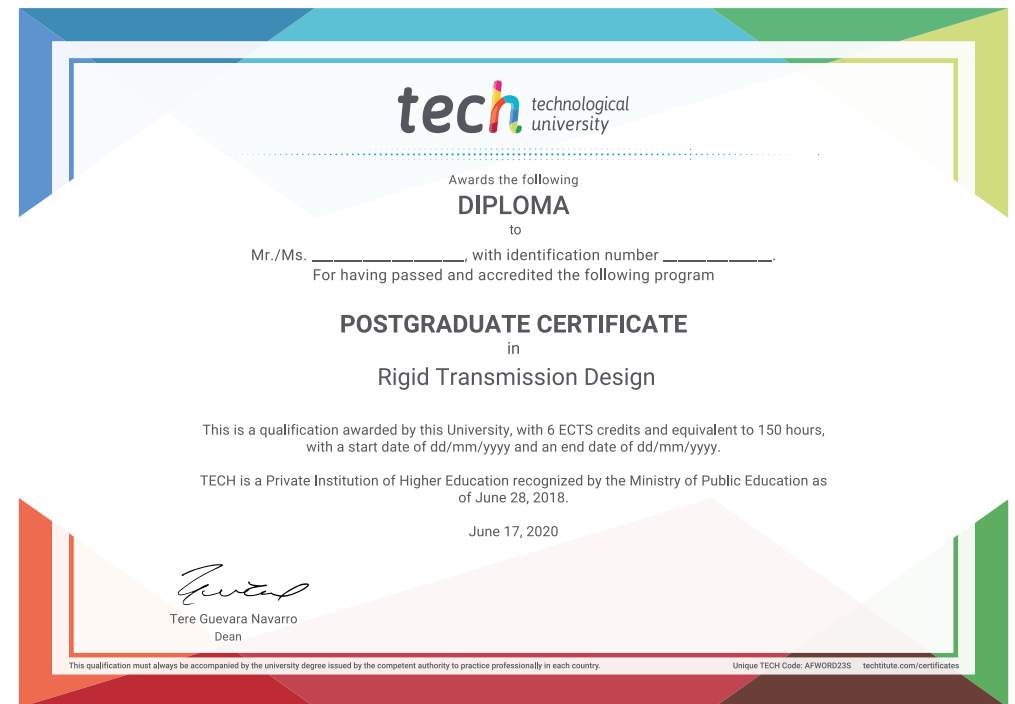 tech technological
university
Awards the following
DIPLOMA
to
Mr./Ms. ____________________, with identification number ______________.
For having passed and accredited the following program
POSTGRADUATE CERTIFICATE
in
Rigid Transmission Design
This is a qualification awarded by this University, with 6 ECTS credits and equivalent to 150 hours,
with a start date of dd/mm/yyyy and an end date of dd/mm/yyyy.
TECH is a Private Institution of Higher Education recognized by the Ministry of Public Education as
of June 28, 2018.
June 17, 2020
Tere Guevara Navarro
Dean
This qualification must always be accompanied by the university degree issued by the competent authority to practice professionally in each country.
Unique TECH Code: AFWORD23S techtitute.com/certificates